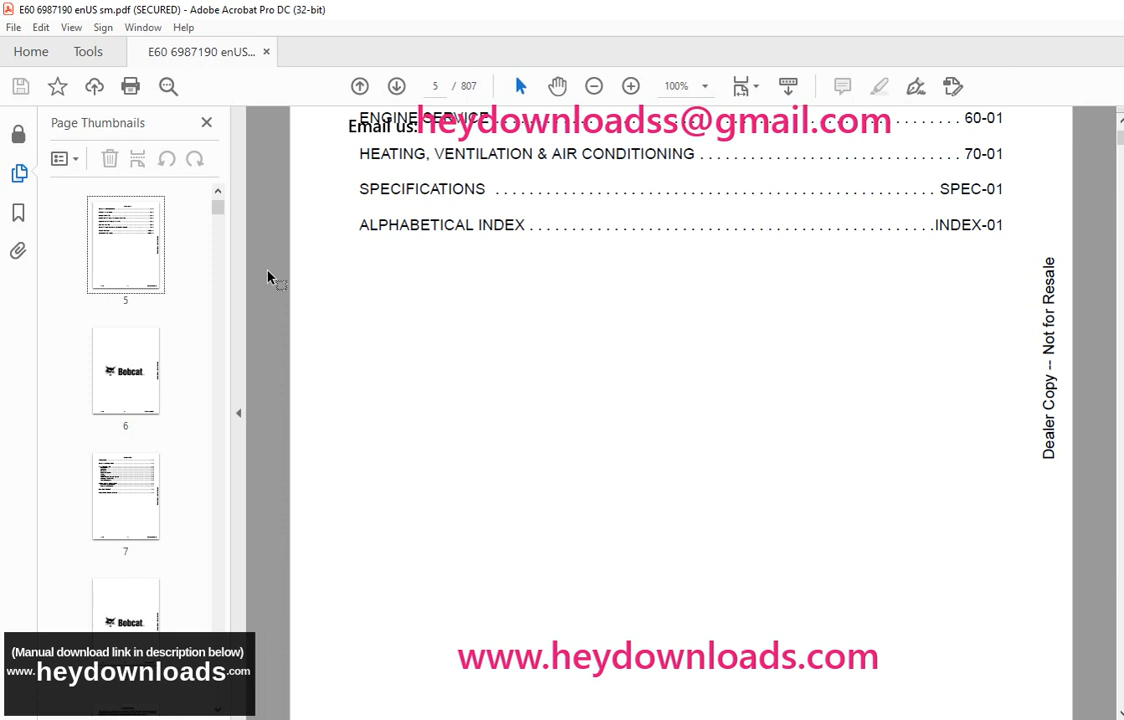 E60 6987190 enUS sm.pdf (SECURED) - Adobe Acrobat Pro DC (32-bit)
File Edit View Sign Window Help
Home Tools E60 6987190 enUS... ×
5 / 807 100%
Page Thumbnails
5
6
7
Bobcat
Bobcat
ENGINE SERVICE . . . . . . . . . . . . . . . . . . . . . . . . . . . . . . . . . . . . . . . . . . . . . . . . . . . . 60-01
Email us: heydownloadss@gmail.com
HEATING, VENTILATION & AIR CONDITIONING . . . . . . . . . . . . . . . . . . . . . . . . . . . . . 70-01
SPECIFICATIONS . . . . . . . . . . . . . . . . . . . . . . . . . . . . . . . . . . . . . . . . . . . . . . . . . SPEC-01
ALPHABETICAL INDEX . . . . . . . . . . . . . . . . . . . . . . . . . . . . . . . . . . . . . . . . . . . . .INDEX-01
Dealer Copy -- Not for Resale
www.heydownloads.com
(Manual download link in description below)
www.heydownloads.com